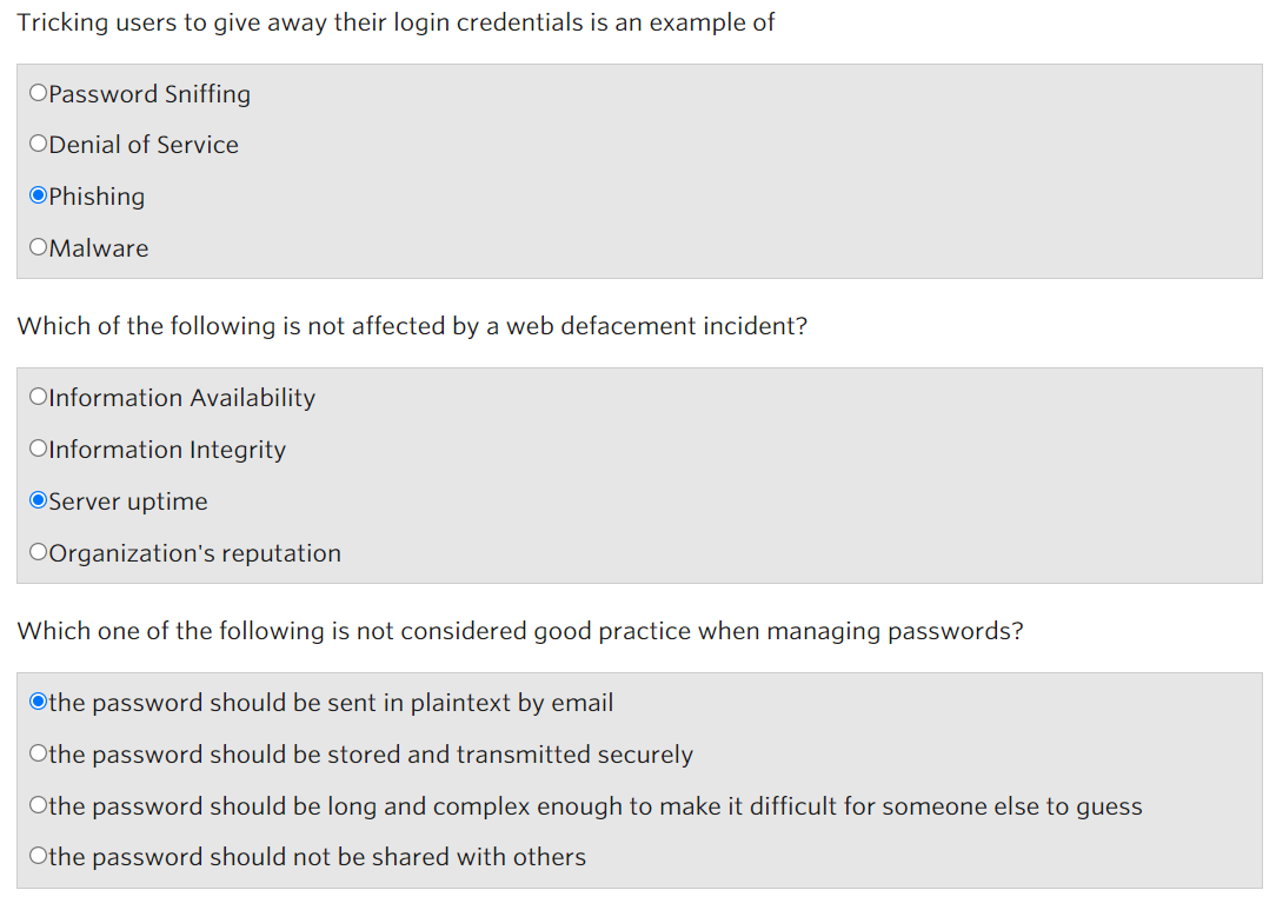 Tricking users to give away their login credentials is an example of
Password Sniffing
Denial of Service
Phishing
Malware
Which of the following is not affected by a web defacement incident?
Information Availability
Information Integrity
Server uptime
Organization's reputation
Which one of the following is not considered good practice when managing passwords?
the password should be sent in plaintext by email
the password should be stored and transmitted securely
the password should be long and complex enough to make it difficult for someone else to guess
the password should not be shared with others